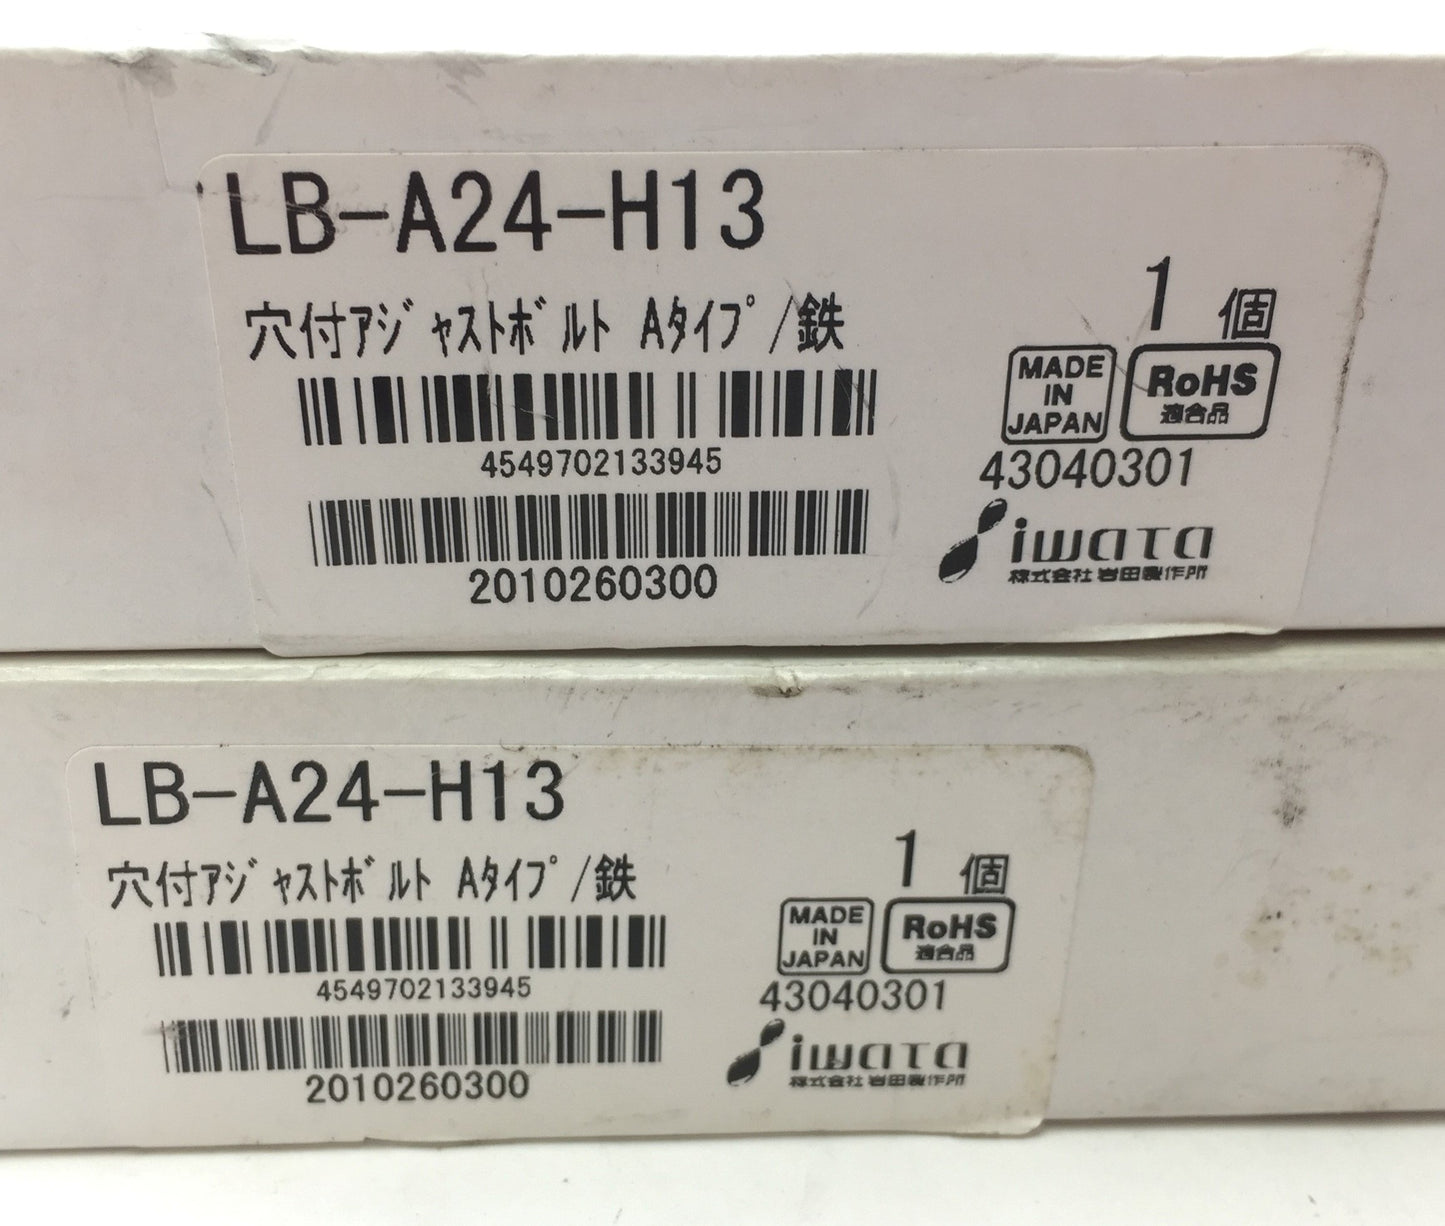 LB-A24-H13
穴付ｱｼﾞｬｽﾄﾎﾞﾙﾄ Aﾀｲﾌﾟ/鉄
1 個
MADE
IN
JAPAN
RoHS
適合品
4549702133945
43040301
2010260300
iwata
株式会社 岩田製作所
LB-A24-H13
穴付ｱｼﾞｬｽﾄﾎﾞﾙﾄ Aﾀｲﾌﾟ/鉄
1 個
MADE
IN
JAPAN
RoHS
適合品
4549702133945
43040301
2010260300
iwata
株式会社 岩田製作所